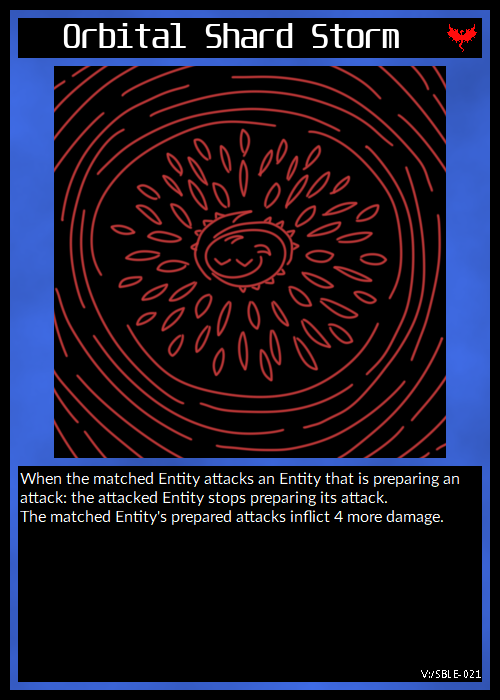 Orbital Shard Storm
When the matched Entity attacks an Entity that is preparing an
attack: the attacked Entity stops preparing its attack.
The matched Entity's prepared attacks inflict 4 more damage.
V:/SBLE-021